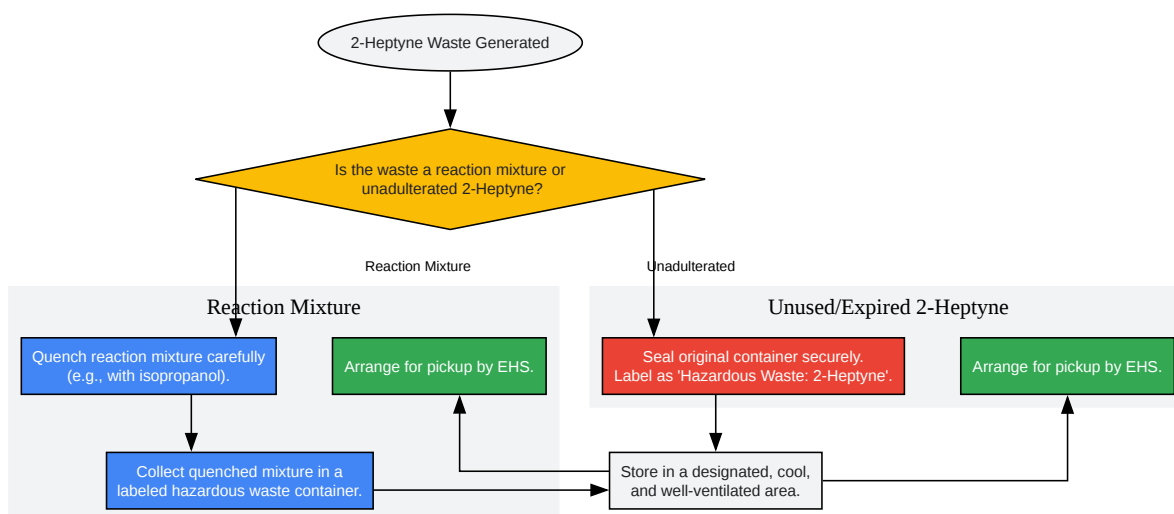 2-Heptyne Waste Generated
Is the waste a reaction mixture or
unadulterated 2-Heptyne?
Reaction Mixture
Unadulterated
Reaction Mixture
Unused/Expired 2-Heptyne
Quench reaction mixture carefully
(e.g., with isopropanol).
Arrange for pickup by EHS.
Seal original container securely.
Label as 'Hazardous Waste: 2-Heptyne'.
Arrange for pickup by EHS.
Collect quenched mixture in a
labeled hazardous waste container.
Store in a designated, cool,
and well-ventilated area.